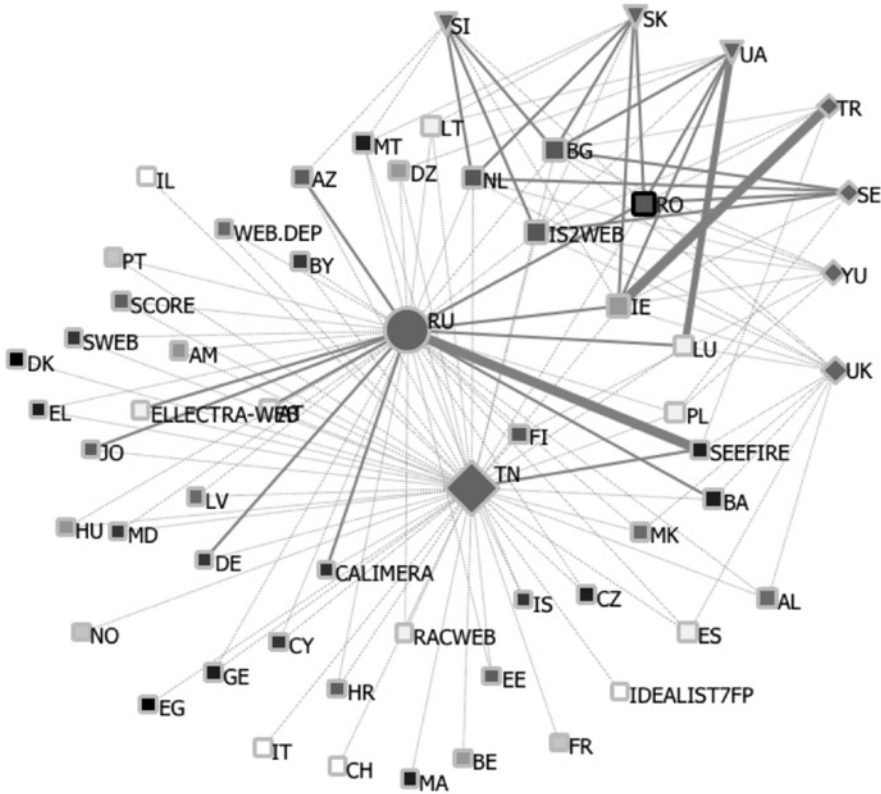 SI
SK
UA
TR
LT
MT
BG
DZ
NL
AZ
IL
SE
RO
WEB.DEP
IS2WEB
PT
BY
YU
SCORE
IE
RU
SWEB
AM
LU
DK
UK
EL
ELLECTRA-WEB
AT
PL
FI
JO
SEEFIRE
TN
LV
BA
HU
MD
MK
DE
CALIMERA
IS
CZ
AL
NO
CY
RACWEB
ES
GE
EE
HR
IDEALIST7FP
EG
IT
FR
CH
BE
MA